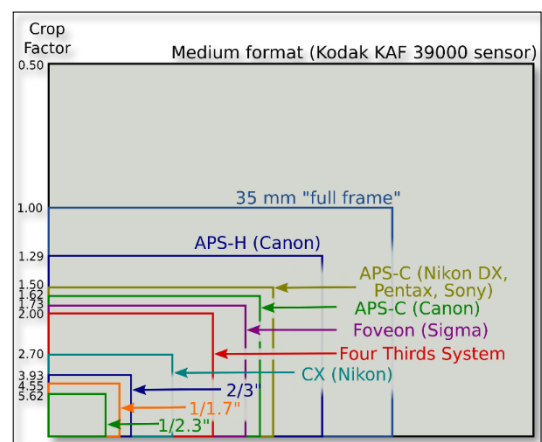 Crop
Factor
Medium format (Kodak KAF 39000 sensor)
0.50
35 mm "full frame"
1.00
APS-H (Canon)
1.29
APS-C (Nikon DX,
Pentax, Sony)
1.50
1.62
APS-C (Canon)
1.73
Foveon (Sigma)
2.00
Four Thirds System
2.70
CX (Nikon)
3.93
2/3"
4.55
1/1.7"
5.62
1/2.3"